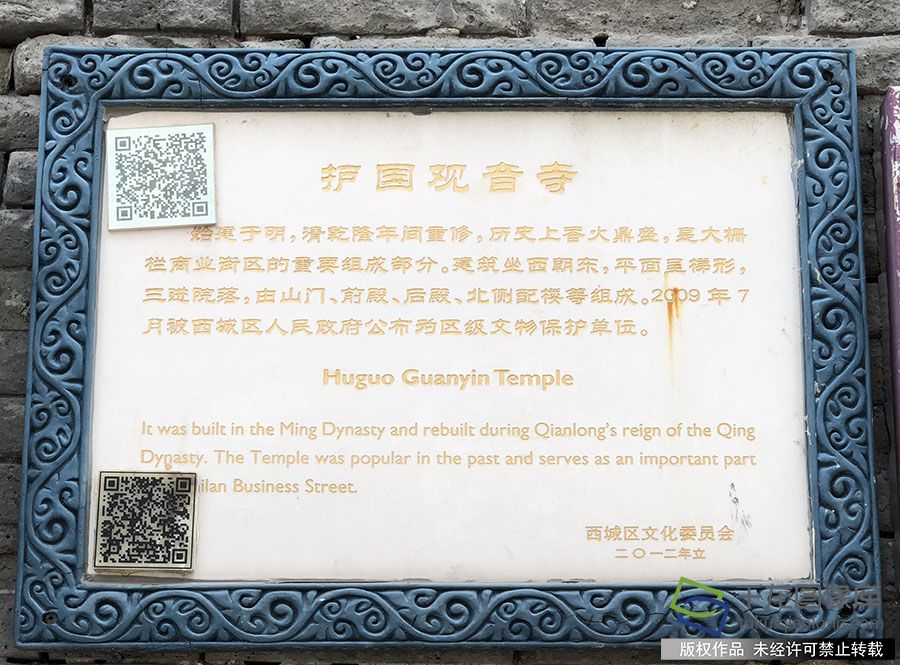 护国观音寺
始建于明，清乾隆年间重修，历史上香火鼎盛，是大栅
栏商业街区的重要组成部分。建筑坐西朝东，平面呈梯形，
三进院落，由山门、前殿、后殿、北侧配楼等组成。2009 年 7
月被西城区人民政府公布为区级文物保护单位。
Huguo Guanyin Temple
It was built in the Ming Dynasty and rebuilt during Qianlong's reign of the Qing
Dynasty. The Temple was popular in the past and serves as an important part
ilan Business Street.
西城区文化委员会
二〇一二年立
版权作品 未经许可禁止转载